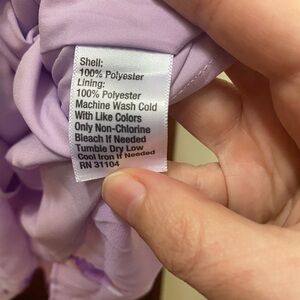 Shell:
100% Polyester
Lining:
100% Polyester
Machine Wash Cold
With Like Colors
Only Non-Chlorine
Bleach If Needed
Tumble Dry Low
Cool Iron If Needed
RN 31104